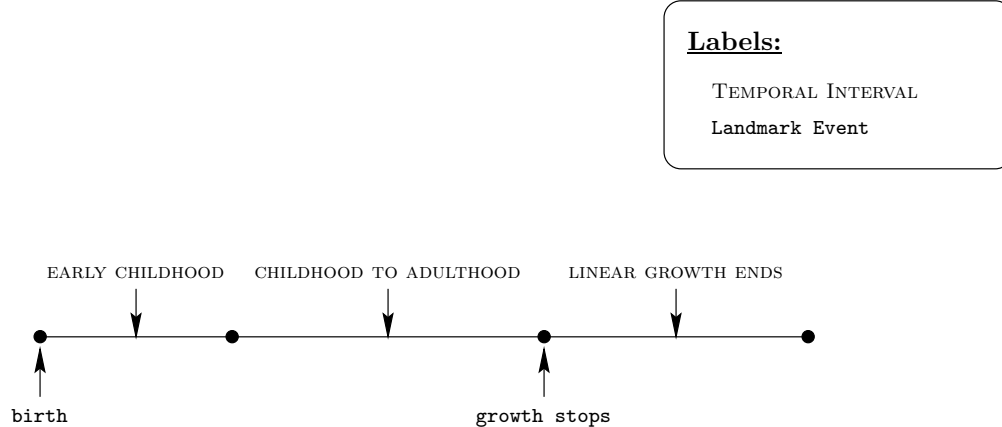 Labels:
Temporal Interval
Landmark Event
early childhood
childhood to adulthood
linear growth ends
birth
growth stops